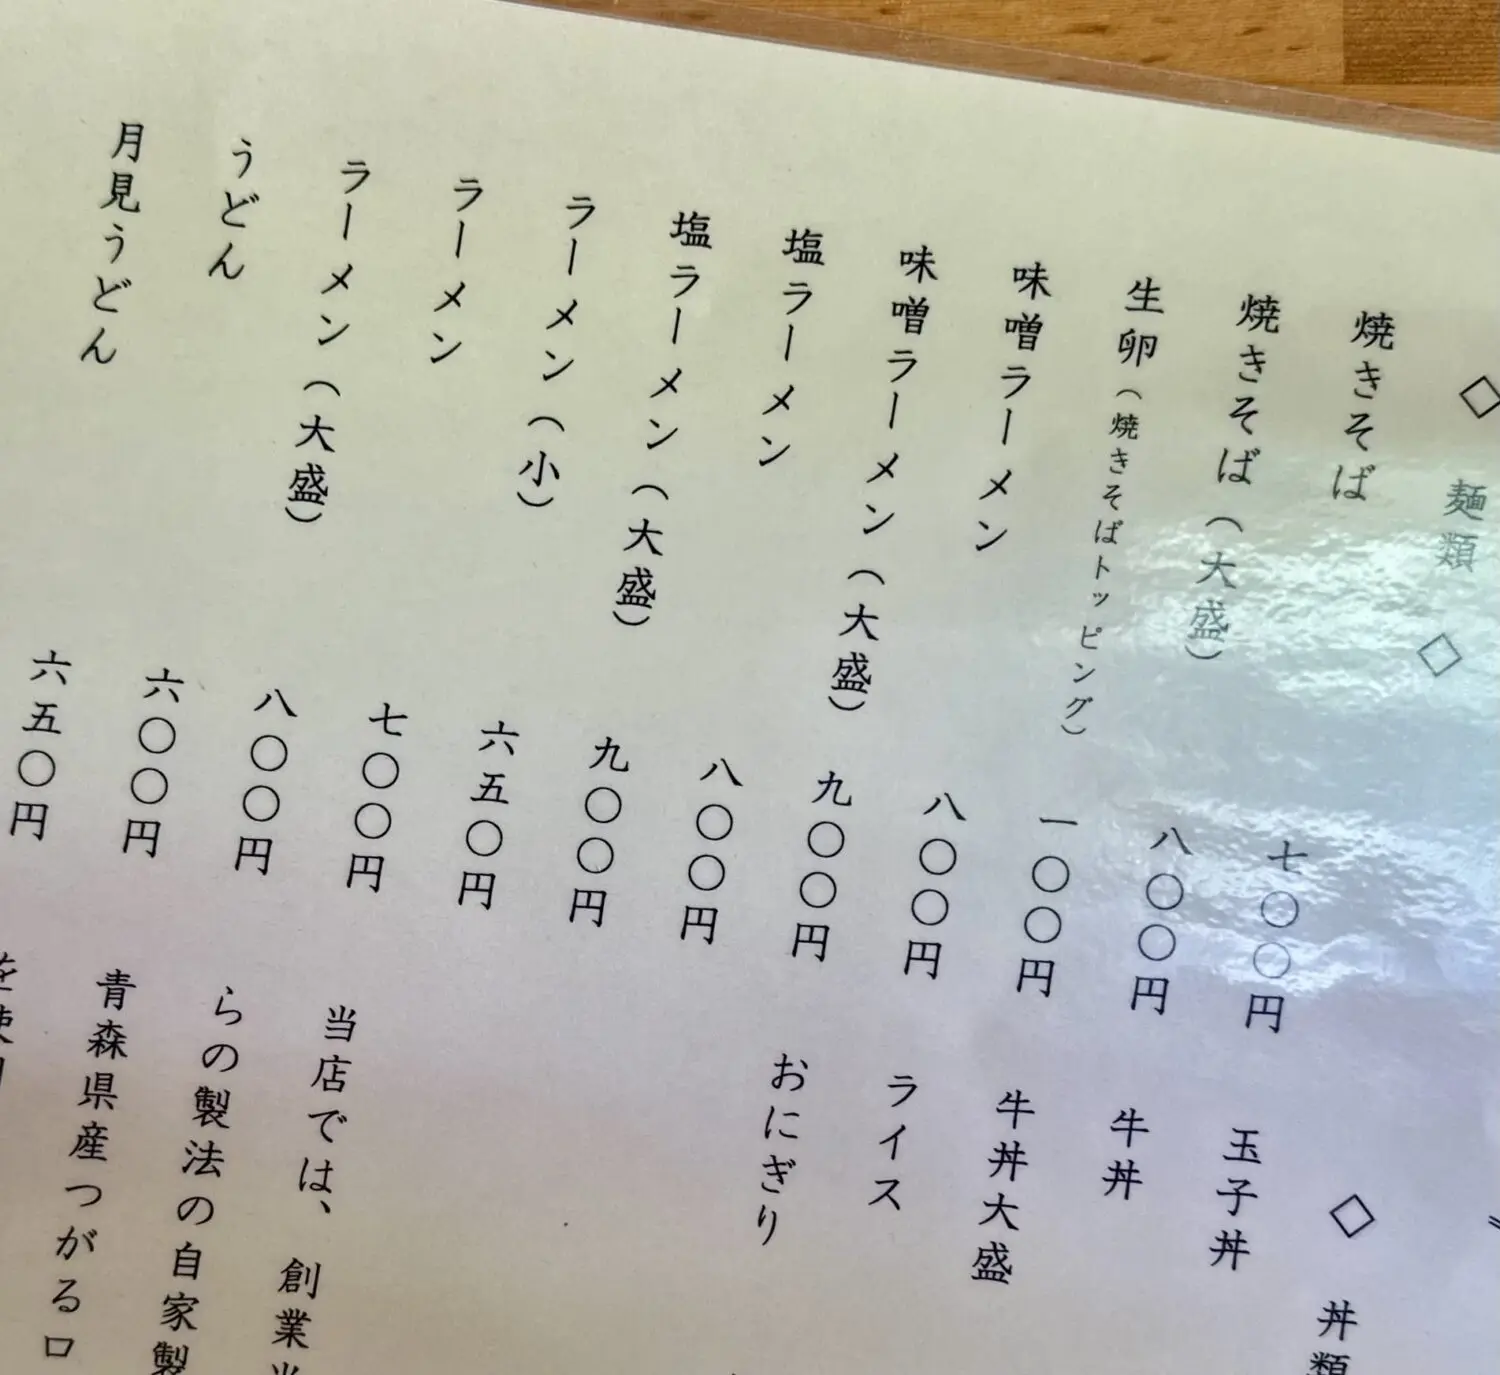 ◇ 麺類 ◇
焼きそば 七〇〇円
焼きそば（大盛） 八〇〇円
生卵（焼きそばトッピング） 一〇〇円
味噌ラーメン 八〇〇円
味噌ラーメン（大盛） 九〇〇円
塩ラーメン 八〇〇円
塩ラーメン（大盛） 九〇〇円
ラーメン（小） 六五〇円
ラーメン 七〇〇円
ラーメン（大盛） 八〇〇円
うどん 六〇〇円
月見うどん 六五〇円
◇ 丼類
玉子丼
牛丼
牛丼大盛
ライス
おにぎり
当店では、創業当
らの製法の自家製
青森県産つがるロ